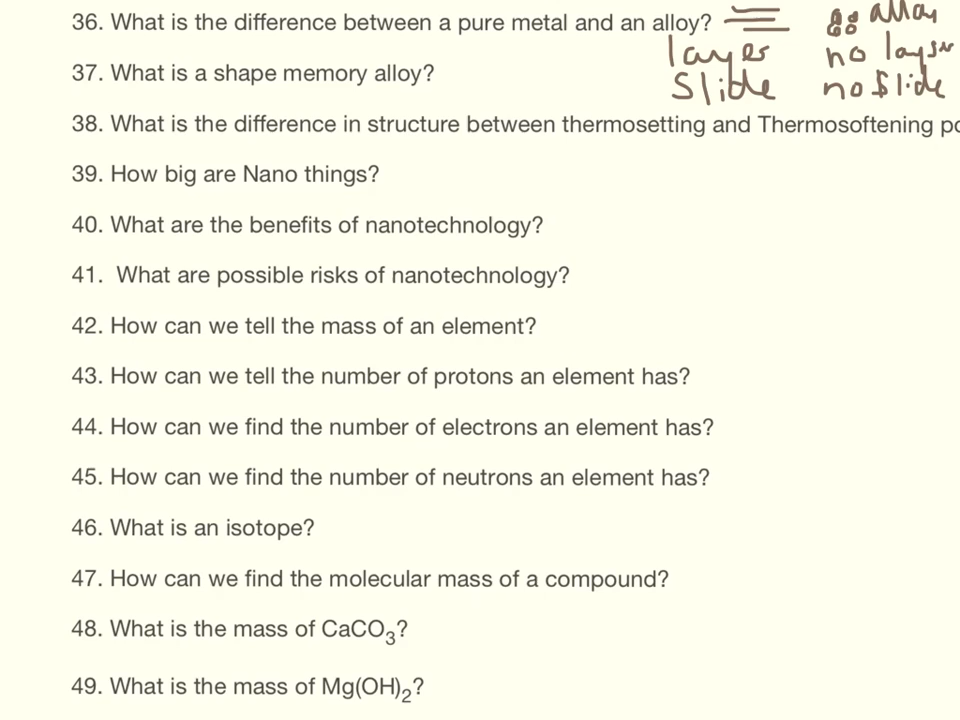 36. What is the difference between a pure metal and an alloy? alloy
layer no layer
37. What is a shape memory alloy? slide no slide
38. What is the difference in structure between thermosetting and Thermosoftening po
39. How big are Nano things?
40. What are the benefits of nanotechnology?
41. What are possible risks of nanotechnology?
42. How can we tell the mass of an element?
43. How can we tell the number of protons an element has?
44. How can we find the number of electrons an element has?
45. How can we find the number of neutrons an element has?
46. What is an isotope?
47. How can we find the molecular mass of a compound?
48. What is the mass of CaCO₃?
49. What is the mass of Mg(OH)₂?